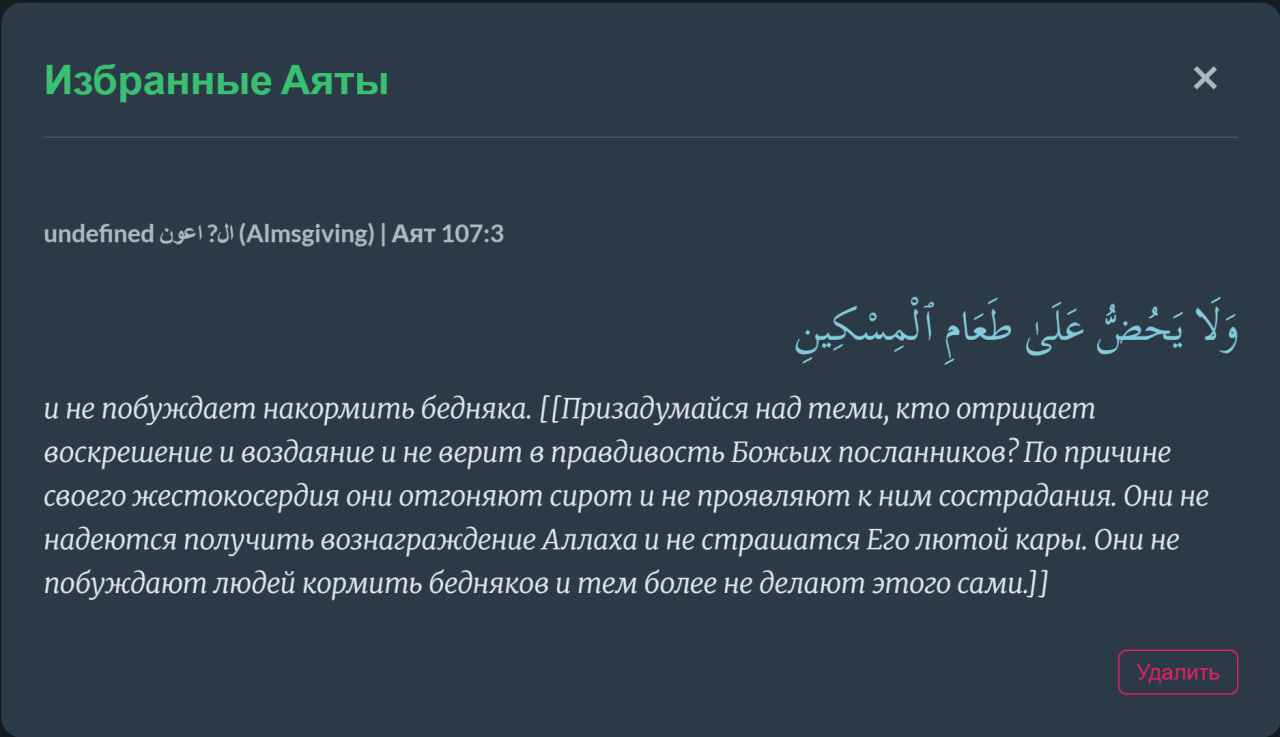 Избранные Аяты
undefined ال? اعون (Almsgiving) | Аят 107:3
وَلَا يَحُضُّ عَلَىٰ طَعَامِ ٱلْمِسْكِينِ
и не побуждает накормить бедняка. [[Призадумайся над теми, кто отрицает
воскрешение и воздаяние и не верит в правдивость Божьих посланников? По причине
своего жестокосердия они отгоняют сирот и не проявляют к ним сострадания. Они не
надеются получить вознаграждение Аллаха и не страшатся Его лютой кары. Они не
побуждают людей кормить бедняков и тем более не делают этого сами.]]
Удалить